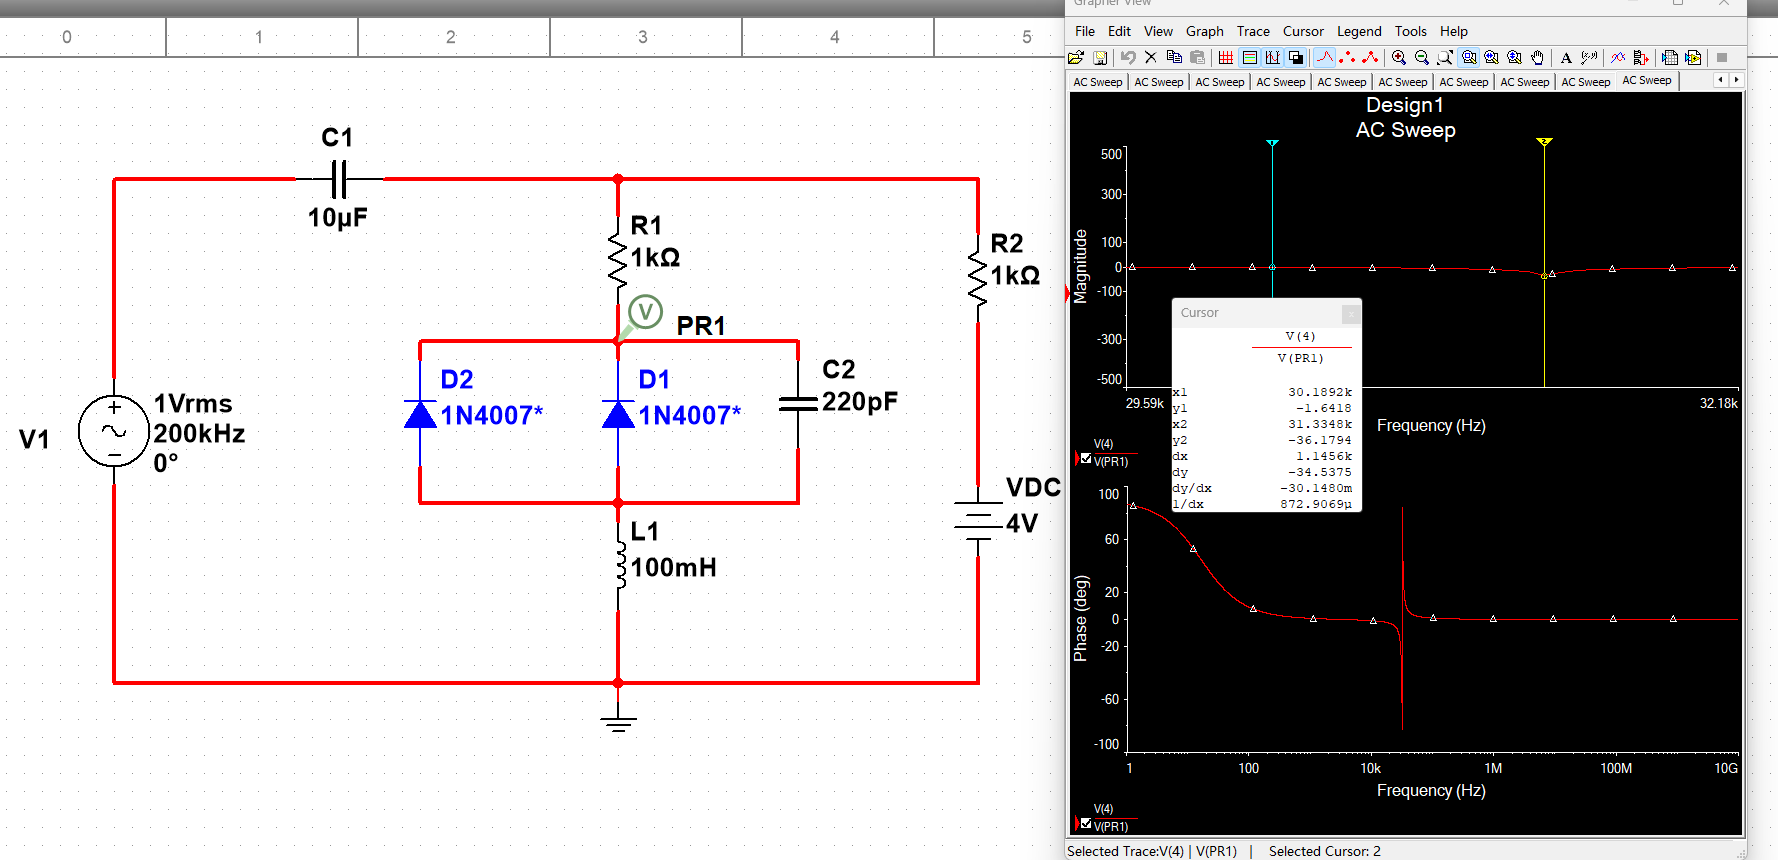 0 1 2 3 4 5
C1
10µF
R1
1kΩ
R2
1kΩ
V
PR1
D2
1N4007*
D1
1N4007*
C2
220pF
V1
1Vrms
200kHz
0°
L1
100mH
VDC
4V
Grapher View
File Edit View Graph Trace Cursor Legend Tools Help
AC Sweep AC Sweep AC Sweep AC Sweep AC Sweep AC Sweep AC Sweep AC Sweep AC Sweep AC Sweep
Design1
AC Sweep
Magnitude
500
300
100
0
-100
-300
-500
29.59k 32.18k
Frequency (Hz)
V(4)
V(PR1)
Cursor x
V(4)
V(PR1)
x1 30.1892k
y1 -1.6418
x2 31.3348k
y2 -36.1794
dx 1.1456k
dy -34.5375
dy/dx -30.1480m
1/dx 872.9069µ
Phase (deg)
100
60
20
0
-20
-60
-100
1 100 10k 1M 100M 10G
Frequency (Hz)
V(4)
V(PR1)
Selected Trace:V(4) | V(PR1) | Selected Cursor: 2